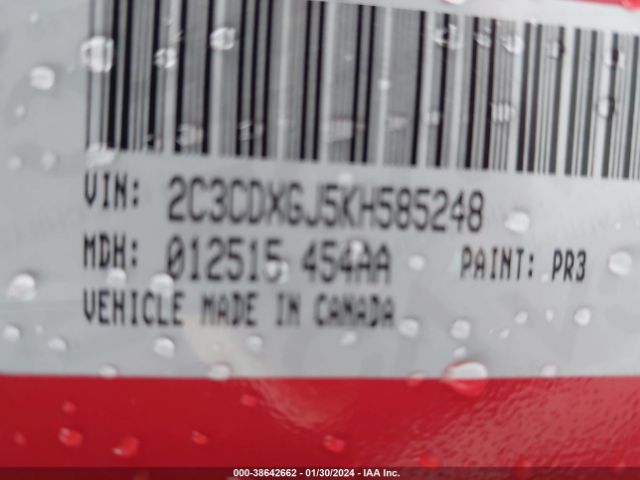 VIN: 2C3CDXGJ5KH585248
MDH: 012515 454AA PAINT: PR3
VEHICLE MADE IN CANADA
000-38642662 - 01/30/2024 - IAA Inc.